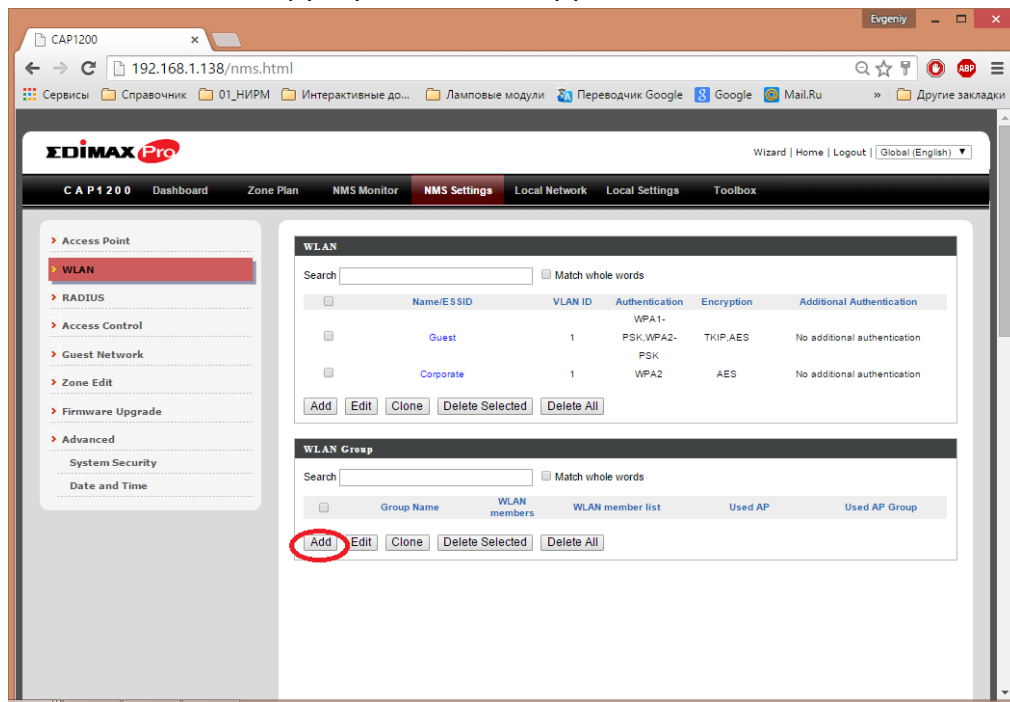 Evgeniy
CAP1200
192.168.1.138/nms.html
Сервисы Справочник 01_НИРМ Интерактивные до... Ламповые модули Переводчик Google Google Mail.Ru » Другие закладки
EDIMAX Pro
Wizard | Home | Logout | Global (English)
CAP1200 Dashboard Zone Plan NMS Monitor NMS Settings Local Network Local Settings Toolbox
Access Point
WLAN
RADIUS
Access Control
Guest Network
Zone Edit
Firmware Upgrade
Advanced
System Security
Date and Time
WLAN
Search Match whole words
Name/ESSID VLAN ID Authentication Encryption Additional Authentication
Guest 1 WPA1-PSK,WPA2-PSK TKIP,AES No additional authentication
Corporate 1 WPA2 AES No additional authentication
Add Edit Clone Delete Selected Delete All
WLAN Group
Search Match whole words
Group Name WLAN members WLAN member list Used AP Used AP Group
Add Edit Clone Delete Selected Delete All